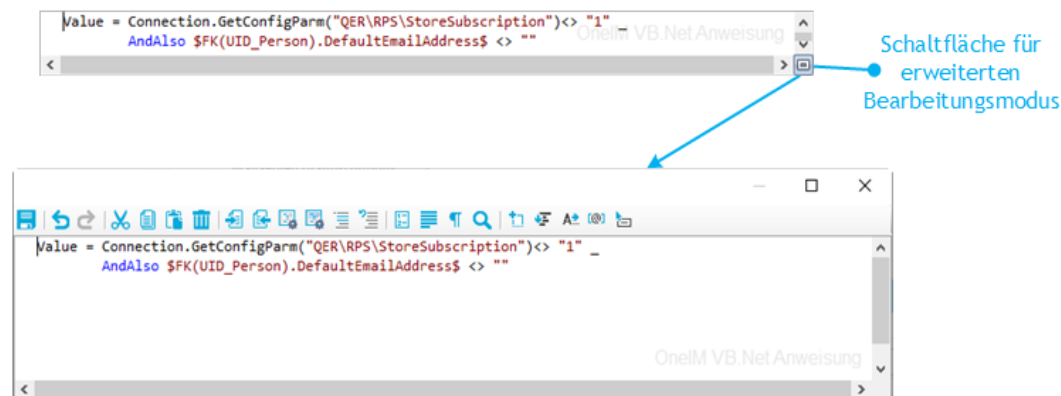 Value = Connection.GetConfigParm("QER\RPS\StoreSubscription")<> "1" _
AndAlso $FK(UID_Person).DefaultEmailAddress$ <> ""
OneIM VB.Net Anweisung
Schaltfläche für
erweiterten
Bearbeitungsmodus
Value = Connection.GetConfigParm("QER\RPS\StoreSubscription")<> "1" _
AndAlso $FK(UID_Person).DefaultEmailAddress$ <> ""
OneIM VB.Net Anweisung